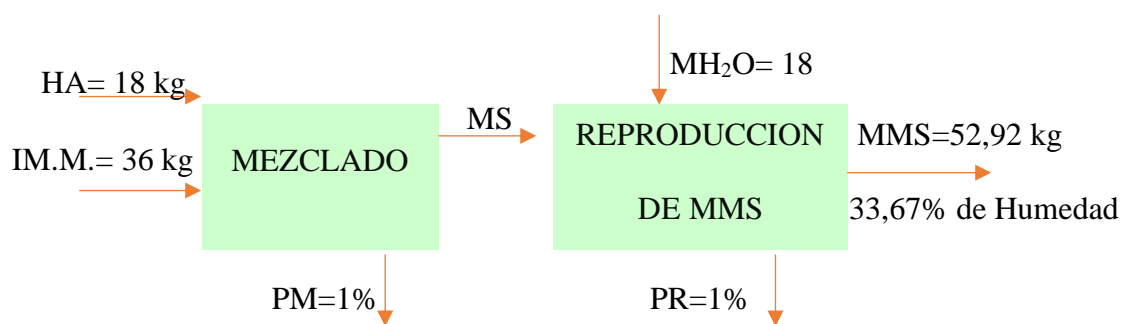 HA= 18 kg
IM.M.= 36 kg
MEZCLADO
PM=1%
MS
MH₂O= 18
REPRODUCCION
DE MMS
PR=1%
MMS=52,92 kg
33,67% de Humedad